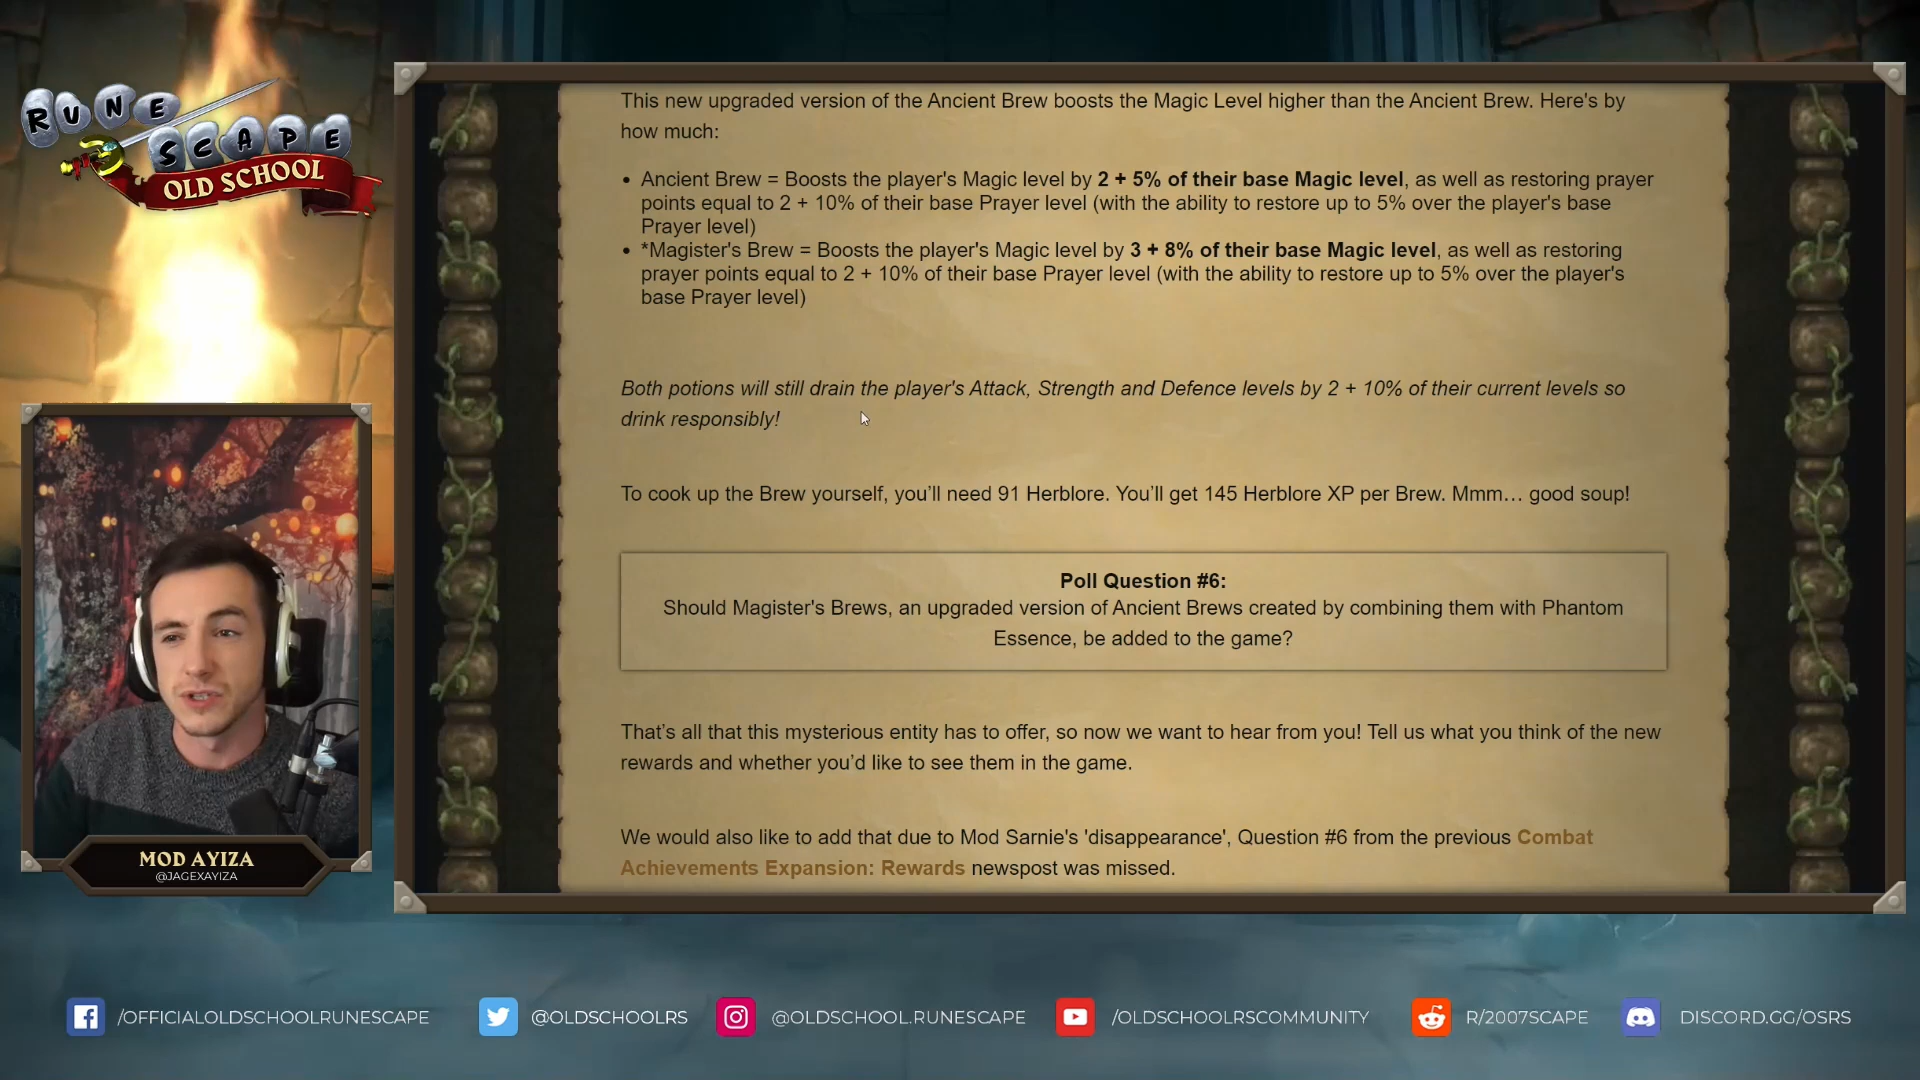 RUNE
SCAPE
OLD SCHOOL
This new upgraded version of the Ancient Brew boosts the Magic Level higher than the Ancient Brew. Here's by
how much:
• Ancient Brew = Boosts the player's Magic level by 2 + 5% of their base Magic level, as well as restoring prayer
points equal to 2 + 10% of their base Prayer level (with the ability to restore up to 5% over the player's base
Prayer level)
• *Magister's Brew = Boosts the player's Magic level by 3 + 8% of their base Magic level, as well as restoring
prayer points equal to 2 + 10% of their base Prayer level (with the ability to restore up to 5% over the player's
base Prayer level)
Both potions will still drain the player's Attack, Strength and Defence levels by 2 + 10% of their current levels so
drink responsibly!
To cook up the Brew yourself, you'll need 91 Herblore. You'll get 145 Herblore XP per Brew. Mmm… good soup!
Poll Question #6:
Should Magister's Brews, an upgraded version of Ancient Brews created by combining them with Phantom
Essence, be added to the game?
That's all that this mysterious entity has to offer, so now we want to hear from you! Tell us what you think of the new
rewards and whether you'd like to see them in the game.
We would also like to add that due to Mod Sarnie's 'disappearance', Question #6 from the previous Combat
Achievements Expansion: Rewards newspost was missed.
MOD AYIZA
@JAGEXAYIZA
/OFFICIALOLDSCHOOLRUNESCAPE
@OLDSCHOOLRS
@OLDSCHOOL.RUNESCAPE
/OLDSCHOOLRSCOMMUNITY
R/2007SCAPE
DISCORD.GG/OSRS